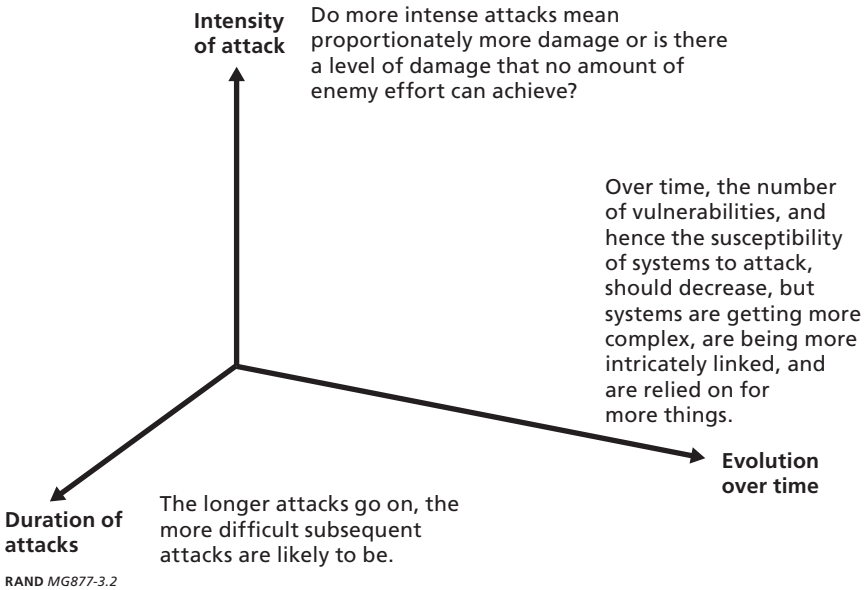 Intensity
of attack
Do more intense attacks mean
proportionately more damage or is there
a level of damage that no amount of
enemy effort can achieve?
Over time, the number
of vulnerabilities, and
hence the susceptibility
of systems to attack,
should decrease, but
systems are getting more
complex, are being more
intricately linked, and
are relied on for
more things.
Evolution
over time
Duration of
attacks
The longer attacks go on, the
more difficult subsequent
attacks are likely to be.
RAND MG877-3.2